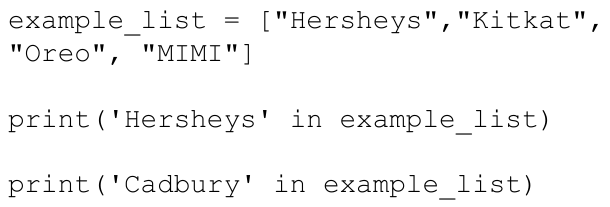 example_list = ["Hersheys","Kitkat",
"Oreo", "MIMI"]
print('Hersheys' in example_list)
print('Cadbury' in example_list)